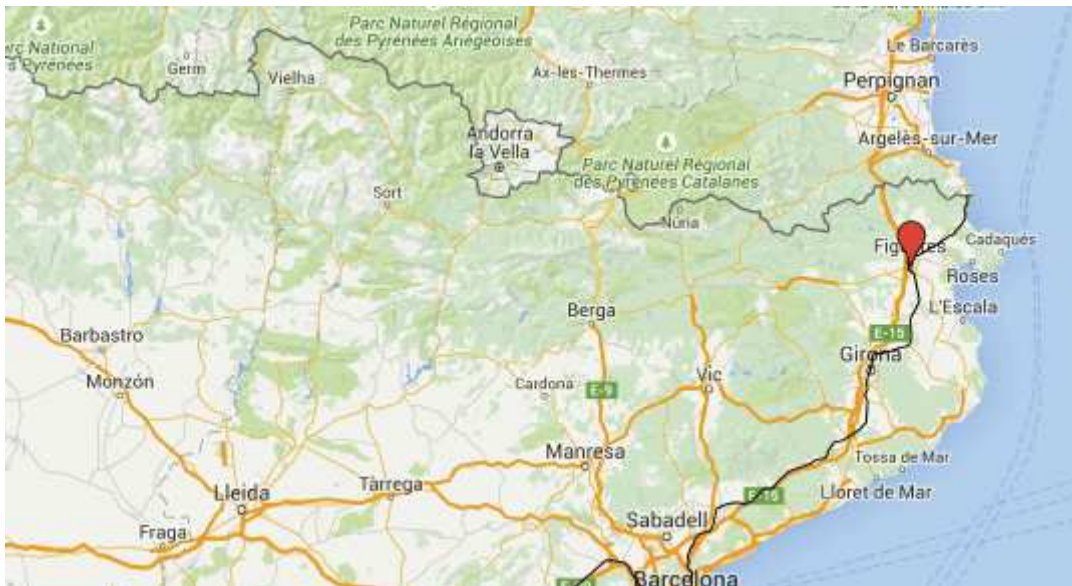 Parc Naturel Régional
des Pyrénées Ariégeoises
Parc National
s Pyrénées
Germ
Vielha
Ax-les-Thermes
Le Barcarès
Perpignan
Andorra
la Vella
Argelès-sur-Mer
Parc Naturel Régional
des Pyrénées Catalanes
Sort
Núria
Figueres
Cadaqués
Roses
L'Escala
Berga
E-15
Barbastro
Girona
Monzón
Cardona
E-9
Vic
Manresa
Tossa de Mar
Tàrrega
Lleida
E-15
Lloret de Mar
Fraga
Sabadell
Barcelona